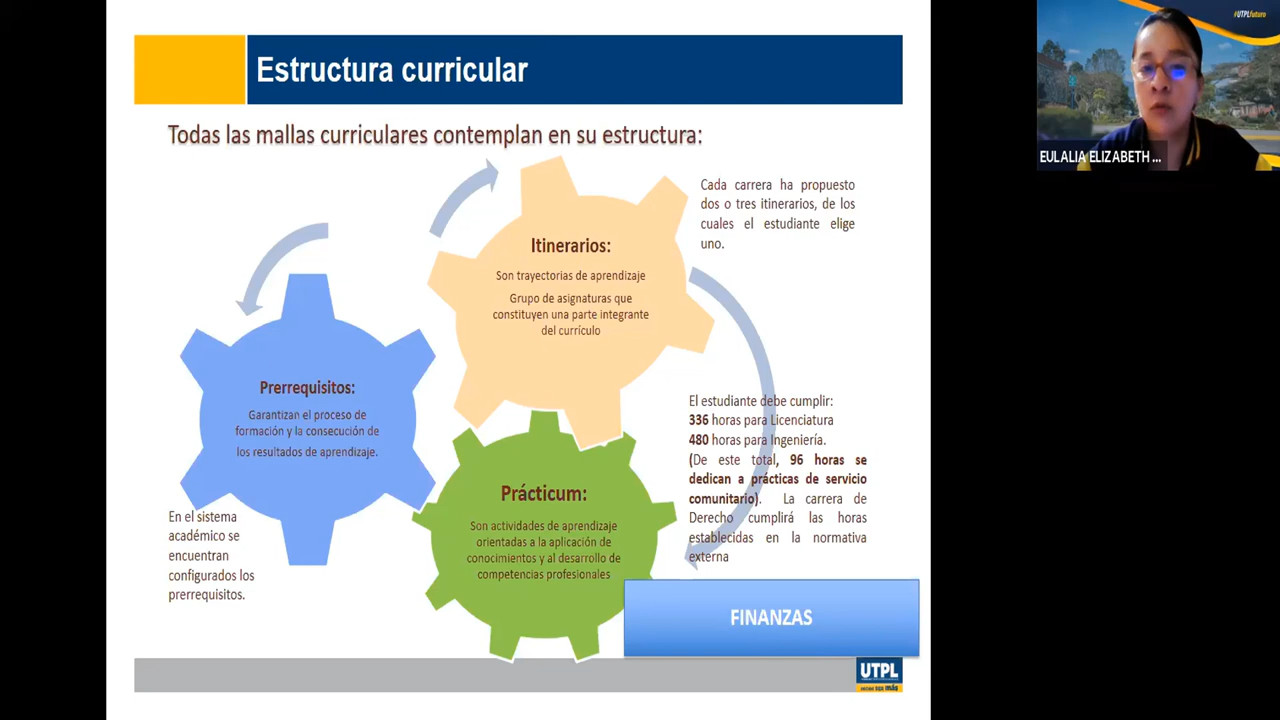 Estructura curricular
Todas las mallas curriculares contemplan en su estructura:
Itinerarios:
Son trayectorias de aprendizaje
Grupo de asignaturas que
constituyen una parte integrante
del currículo
Cada carrera ha propuesto
dos o tres itinerarios, de los
cuales el estudiante elige
uno.
Prerrequisitos:
Garantizan el proceso de
formación y la consecución de
los resultados de aprendizaje.
En el sistema
académico se
encuentran
configurados los
prerrequisitos.
Prácticum:
Son actividades de aprendizaje
orientadas a la aplicación de
conocimientos y al desarrollo de
competencias profesionales
El estudiante debe cumplir:
336 horas para Licenciatura
480 horas para Ingeniería.
(De este total, 96 horas se
dedican a prácticas de servicio
comunitario). La carrera de
Derecho cumplirá las horas
establecidas en la normativa
externa
FINANZAS
UTPL
#UTPLfuturo
EULALIA ELIZABETH ...